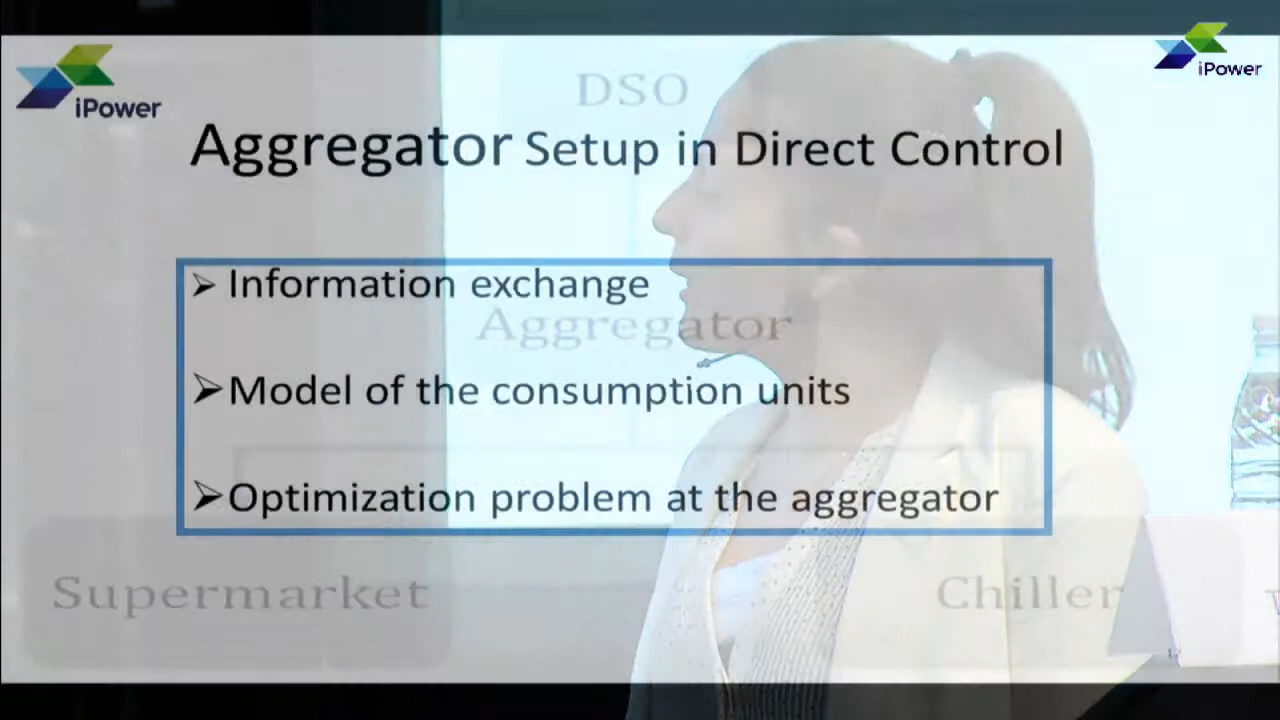 iPower
iPower
DSO
Aggregator Setup in Direct Control
➢ Information exchange
Aggregator
➢ Model of the consumption units
➢ Optimization problem at the aggregator
Supermarket
Chiller